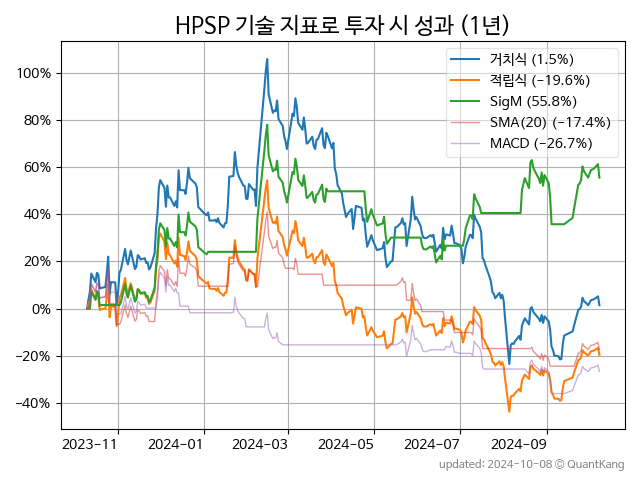 HPSP 기술 지표로 투자 시 성과 (1년)
거치식 (1.5%)
적립식 (−19.6%)
SigM (55.8%)
SMA(20) (−17.4%)
MACD (−26.7%)
100%
80%
60%
40%
20%
0%
−20%
−40%
2023−11
2024−01
2024−03
2024−05
2024−07
2024−09
updated: 2024-10-08 © QuantKang